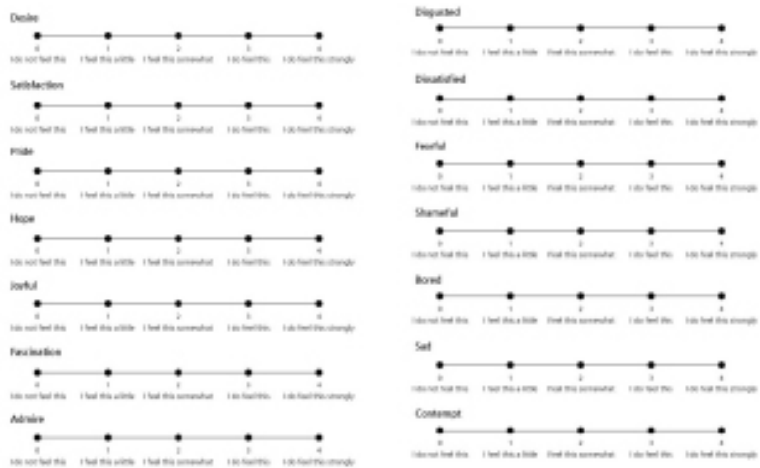 Desire
0 1 2 3 4
I do not feel this I feel this a little I feel this somewhat I do feel this I do feel this strongly
Satisfaction
0 1 2 3 4
I do not feel this I feel this a little I feel this somewhat I do feel this I do feel this strongly
Pride
0 1 2 3 4
I do not feel this I feel this a little I feel this somewhat I do feel this I do feel this strongly
Hope
0 1 2 3 4
I do not feel this I feel this a little I feel this somewhat I do feel this I do feel this strongly
Joyful
0 1 2 3 4
I do not feel this I feel this a little I feel this somewhat I do feel this I do feel this strongly
Fascination
0 1 2 3 4
I do not feel this I feel this a little I feel this somewhat I do feel this I do feel this strongly
Admire
0 1 2 3 4
I do not feel this I feel this a little I feel this somewhat I do feel this I do feel this strongly
Disgusted
0 1 2 3 4
I do not feel this I feel this a little I feel this somewhat I do feel this I do feel this strongly
Dissatisfied
0 1 2 3 4
I do not feel this I feel this a little I feel this somewhat I do feel this I do feel this strongly
Fearful
0 1 2 3 4
I do not feel this I feel this a little I feel this somewhat I do feel this I do feel this strongly
Shameful
0 1 2 3 4
I do not feel this I feel this a little I feel this somewhat I do feel this I do feel this strongly
Bored
0 1 2 3 4
I do not feel this I feel this a little I feel this somewhat I do feel this I do feel this strongly
Sad
0 1 2 3 4
I do not feel this I feel this a little I feel this somewhat I do feel this I do feel this strongly
Contempt
0 1 2 3 4
I do not feel this I feel this a little I feel this somewhat I do feel this I do feel this strongly